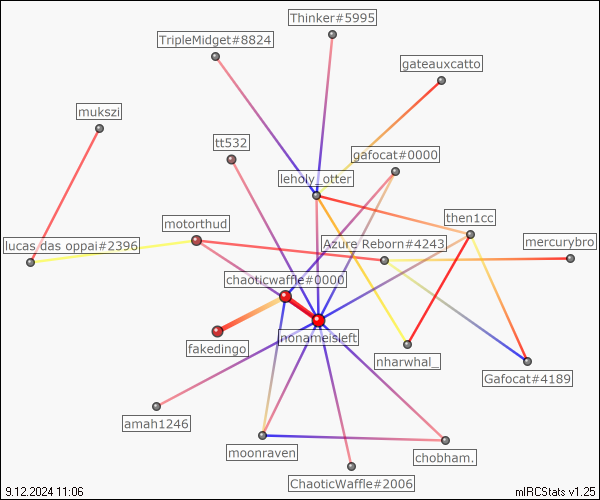 Thinker#5995
TripleMidget#8824
gateauxcatto
mukszi
tt532
gafocat#0000
leholy_otter
motorthud
then1cc
lucas das oppai#2396
Azure Reborn#4243
mercurybro
chaoticwaffle#0000
nonameisleft
fakedingo
nharwhal_
Gafocat#4189
amah1246
moonraven
chobham.
ChaoticWaffle#2006
9.12.2024 11:06
mIRCStats v1.25